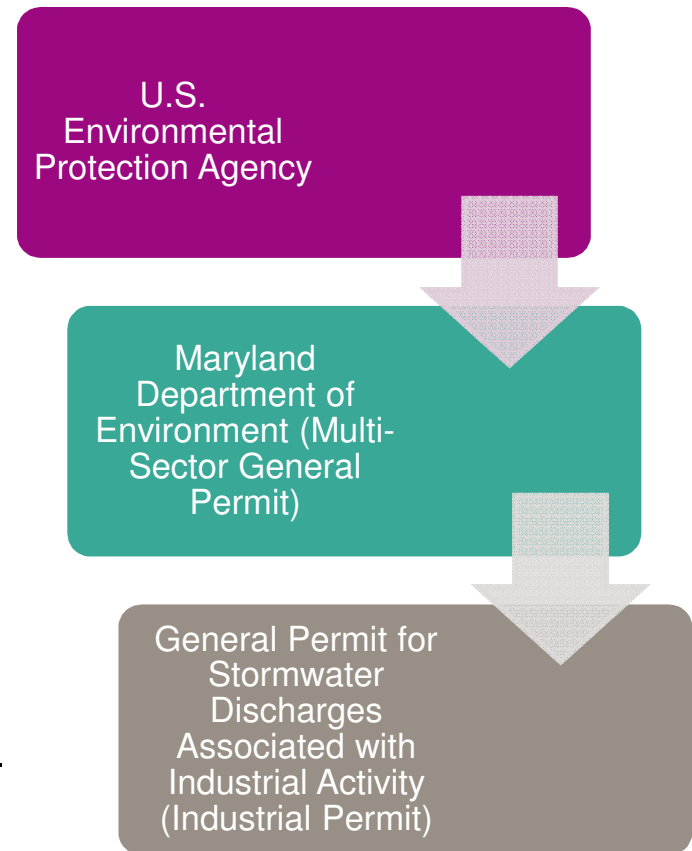 U.S.
Environmental
Protection Agency
Maryland
Department of
Environment (Multi-
Sector General
Permit)
General Permit for
Stormwater
Discharges
Associated with
Industrial Activity
(Industrial Permit)